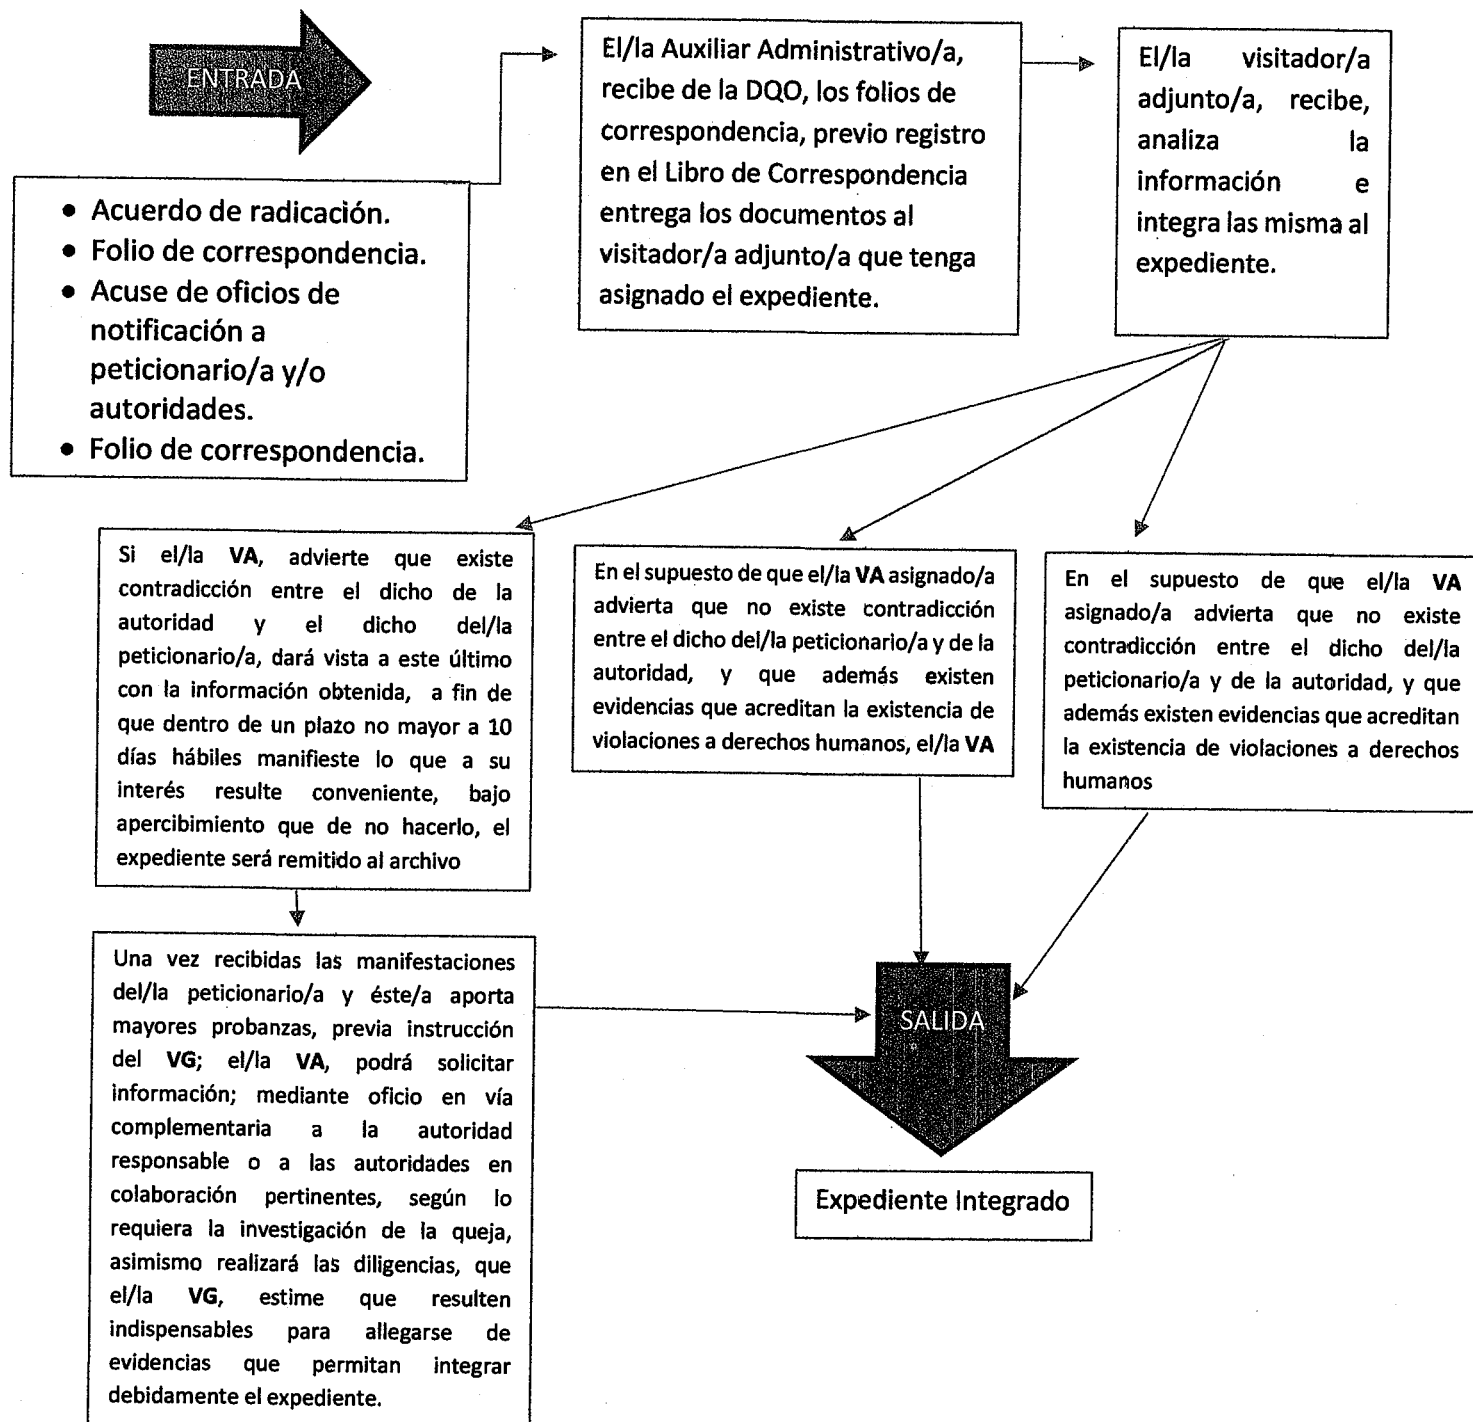 ENTRADA
• Acuerdo de radicación.
• Folio de correspondencia.
• Acuse de oficios de
notificación a
peticionario/a y/o
autoridades.
• Folio de correspondencia.
El/la Auxiliar Administrativo/a,
recibe de la DQO, los folios de
correspondencia, previo registro
en el Libro de Correspondencia
entrega los documentos al
visitador/a adjunto/a que tenga
asignado el expediente.
El/la visitador/a
adjunto/a, recibe,
analiza la
información e
integra las misma al
expediente.
Si el/la VA, advierte que existe
contradicción entre el dicho de la
autoridad y el dicho del/la
peticionario/a, dará vista a este último
con la información obtenida, a fin de
que dentro de un plazo no mayor a 10
días hábiles manifieste lo que a su
interés resulte conveniente, bajo
apercibimiento que de no hacerlo, el
expediente será remitido al archivo
En el supuesto de que el/la VA asignado/a
advierta que no existe contradicción
entre el dicho del/la peticionario/a y de la
autoridad, y que además existen
evidencias que acreditan la existencia de
violaciones a derechos humanos, el/la VA
En el supuesto de que el/la VA
asignado/a advierta que no existe
contradicción entre el dicho del/la
peticionario/a y de la autoridad, y que
además existen evidencias que acreditan
la existencia de violaciones a derechos
humanos
Una vez recibidas las manifestaciones
del/la peticionario/a y éste/a aporta
mayores probanzas, previa instrucción
del VG; el/la VA, podrá solicitar
información; mediante oficio en vía
complementaria a la autoridad
responsable o a las autoridades en
colaboración pertinentes, según lo
requiera la investigación de la queja,
asimismo realizará las diligencias, que
el/la VG, estime que resulten
indispensables para allegarse de
evidencias que permitan integrar
debidamente el expediente.
SALIDA
Expediente Integrado